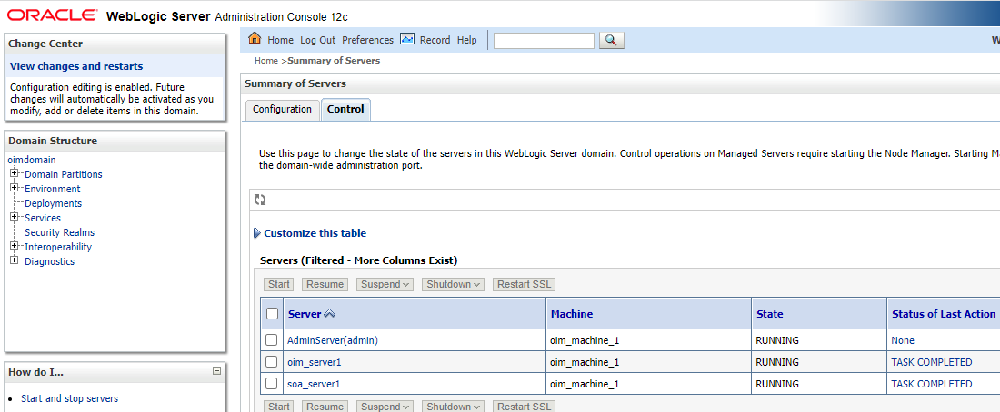 ORACLE WebLogic Server Administration Console 12c
Change Center
View changes and restarts
Configuration editing is enabled. Future
changes will automatically be activated as you
modify, add or delete items in this domain.
Domain Structure
oimdomain
Domain Partitions
Environment
Deployments
Services
Security Realms
Interoperability
Diagnostics
How do I...
Start and stop servers
Home Log Out Preferences Record Help
W
Home >Summary of Servers
Summary of Servers
Configuration Control
Use this page to change the state of the servers in this WebLogic Server domain. Control operations on Managed Servers require starting the Node Manager. Starting M
the domain-wide administration port.
Customize this table
Servers (Filtered - More Columns Exist)
Start Resume Suspend Shutdown Restart SSL
Server Machine State Status of Last Action
AdminServer(admin) oim_machine_1 RUNNING None
oim_server1 oim_machine_1 RUNNING TASK COMPLETED
soa_server1 oim_machine_1 RUNNING TASK COMPLETED
Start Resume Suspend Shutdown Restart SSL